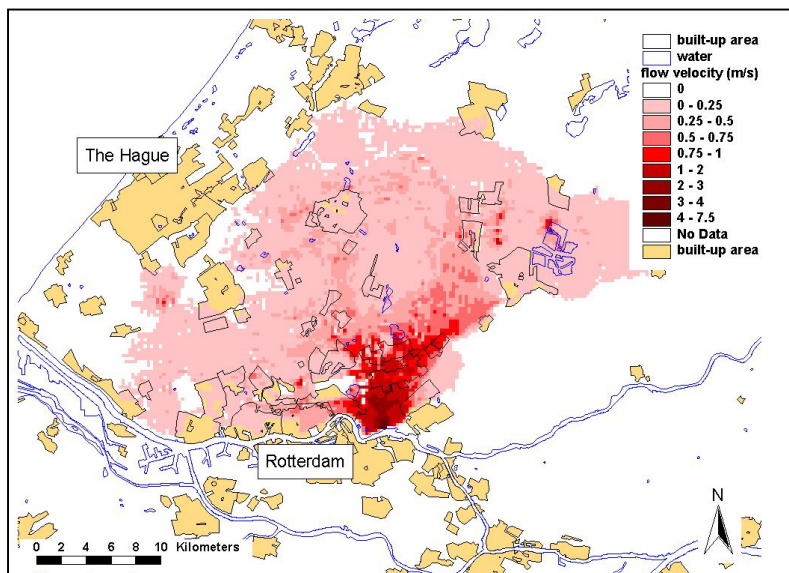 built-up area
water
flow velocity (m/s)
0
0 - 0.25
0.25 - 0.5
0.5 - 0.75
0.75 - 1
1 - 2
2 - 3
3 - 4
4 - 7.5
No Data
built-up area
The Hague
Rotterdam
N
0 2 4 6 8 10 Kilometers